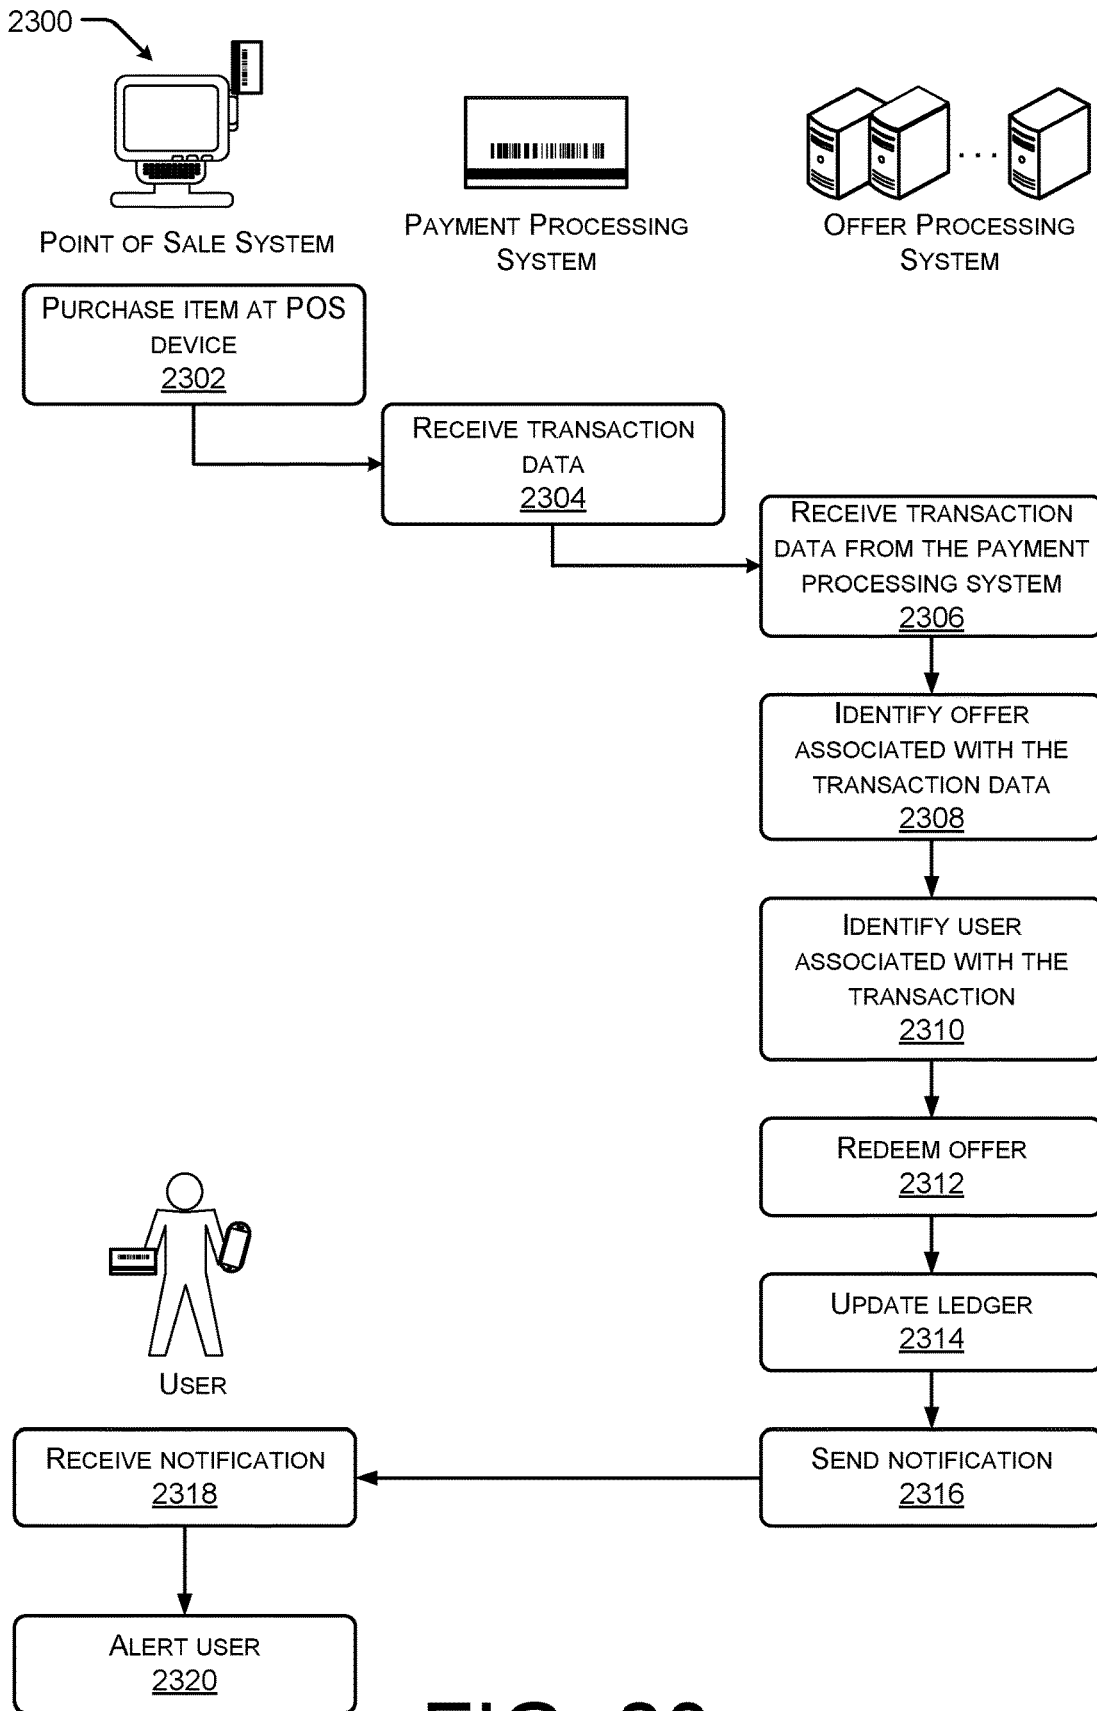 2300
POINT OF SALE SYSTEM
PAYMENT PROCESSING
SYSTEM
OFFER PROCESSING
SYSTEM
PURCHASE ITEM AT POS
DEVICE
2302
RECEIVE TRANSACTION
DATA
2304
RECEIVE TRANSACTION
DATA FROM THE PAYMENT
PROCESSING SYSTEM
2306
IDENTIFY OFFER
ASSOCIATED WITH THE
TRANSACTION DATA
2308
IDENTIFY USER
ASSOCIATED WITH THE
TRANSACTION
2310
REDEEM OFFER
2312
UPDATE LEDGER
2314
USER
SEND NOTIFICATION
2316
RECEIVE NOTIFICATION
2318
ALERT USER
2320
FIG.